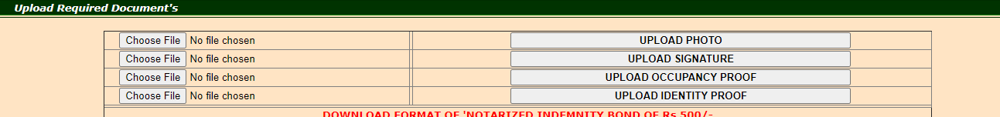 Upload Required Document's
Choose File No file chosen UPLOAD PHOTO
Choose File No file chosen UPLOAD SIGNATURE
Choose File No file chosen UPLOAD OCCUPANCY PROOF
Choose File No file chosen UPLOAD IDENTITY PROOF
DOWNLOAD FORMAT OF 'NOTARIZED INDEMNITY BOND OF Rs 500/-